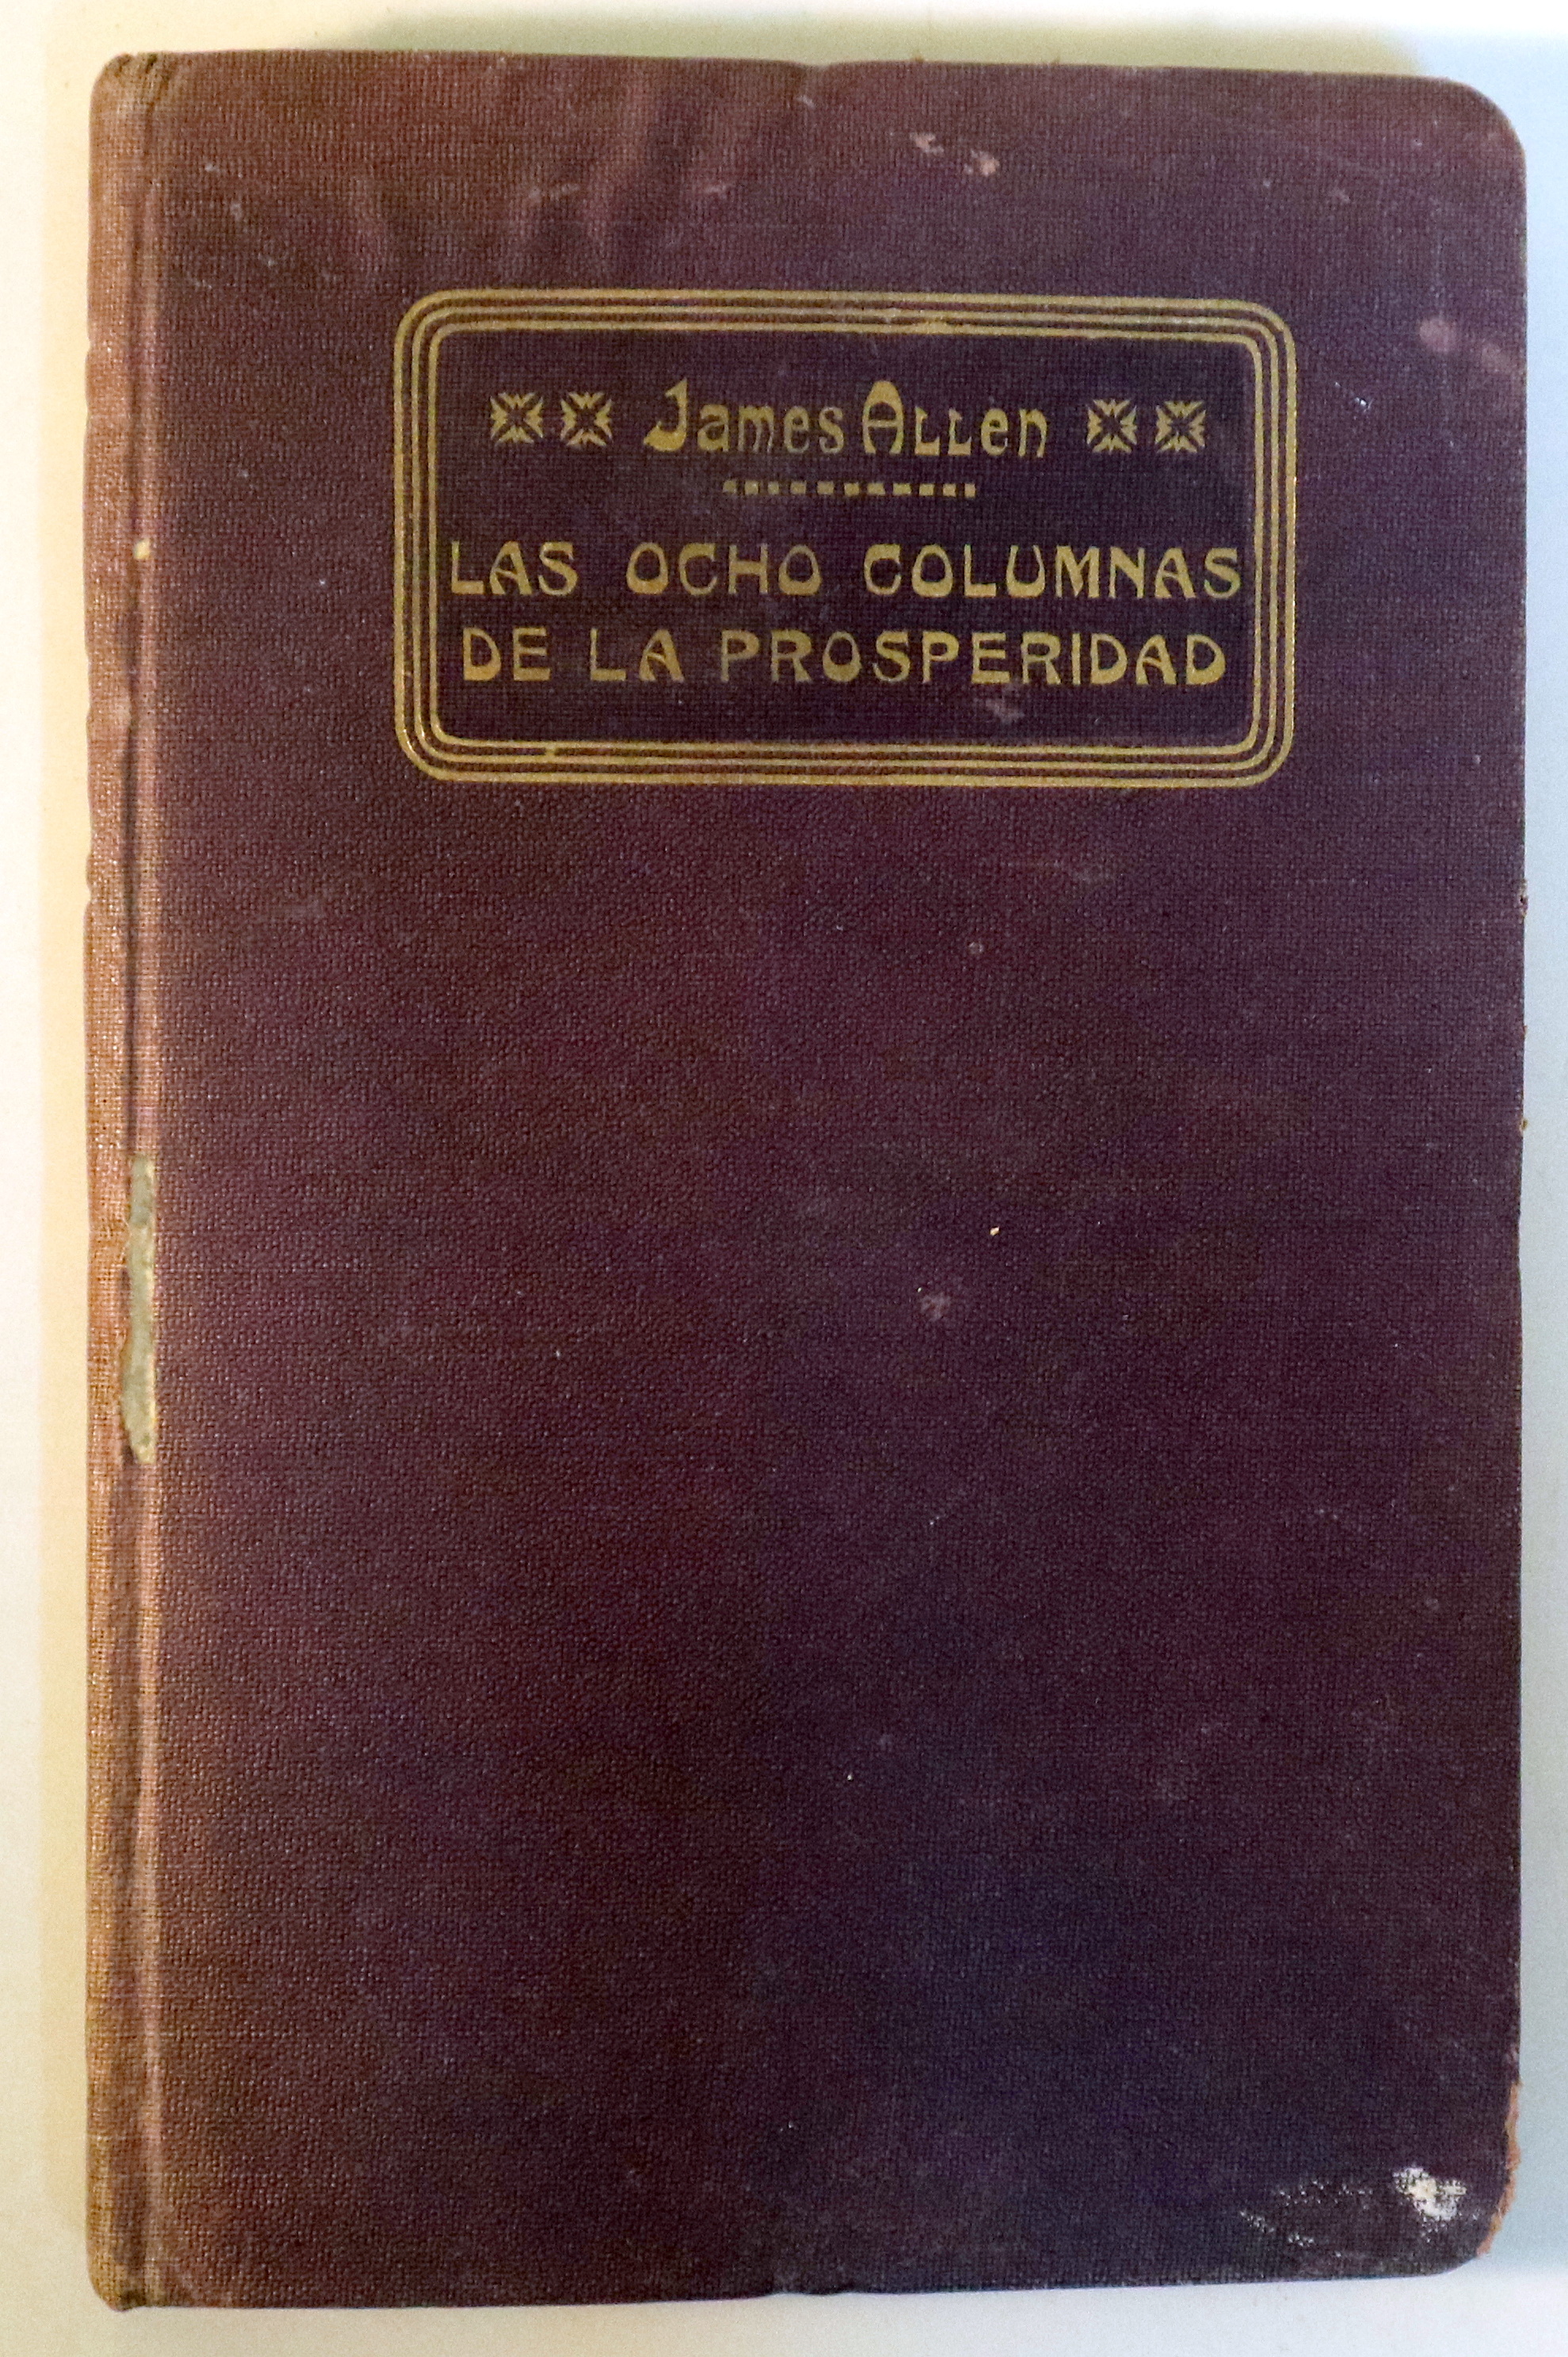 James Allen
LAS OCHO COLUMNAS
DE LA PROSPERIDAD